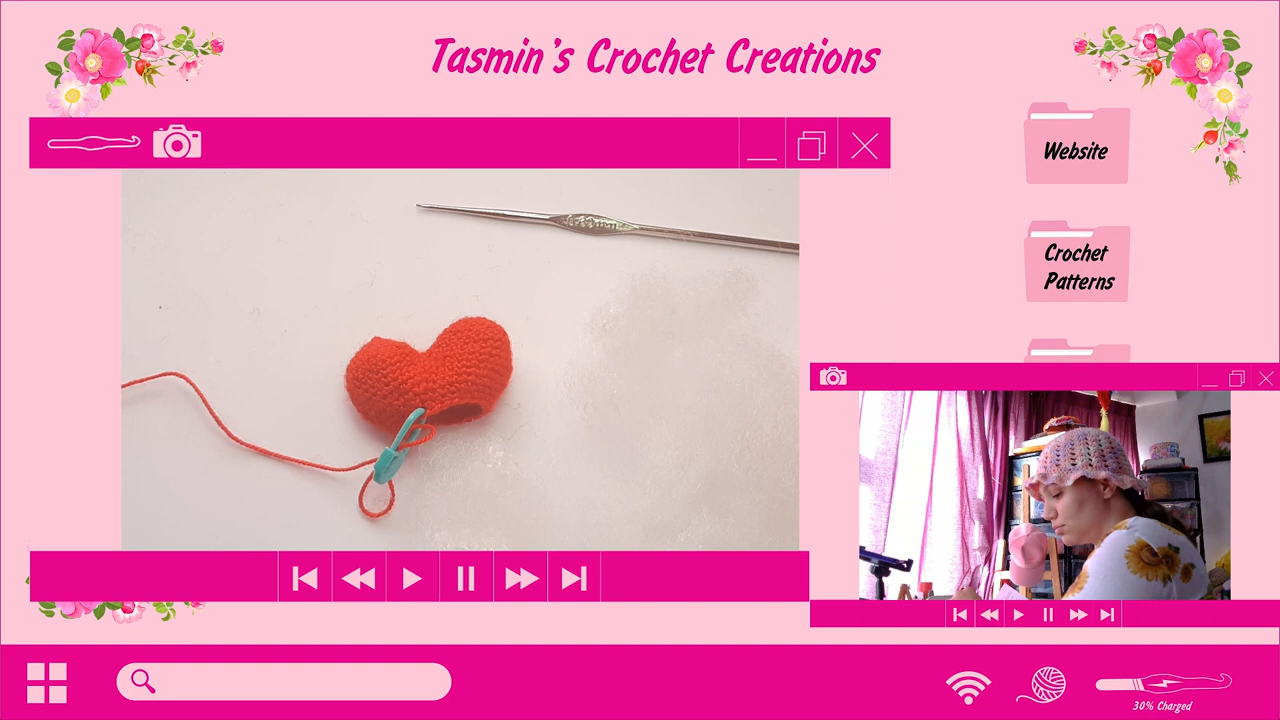 Tasmin's Crochet Creations
Website
Crochet
Patterns
30% Charged